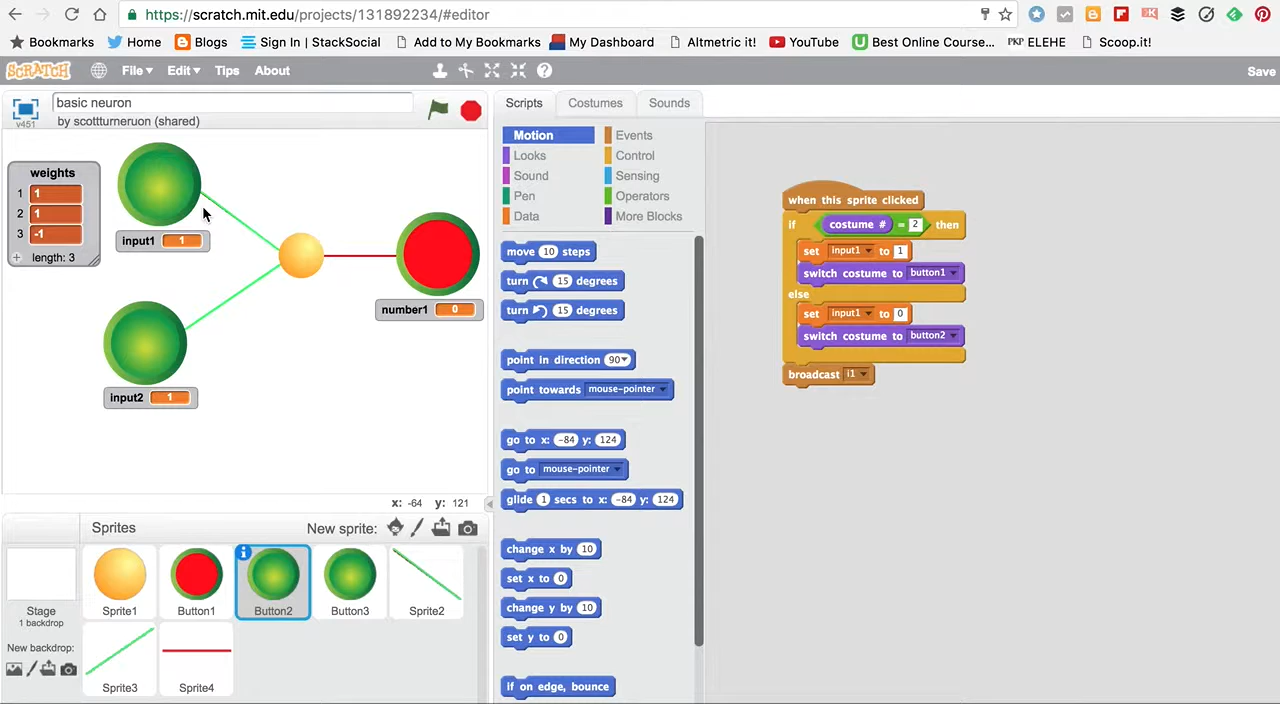 https://scratch.mit.edu/projects/131892234/#editor
Bookmarks Home Blogs Sign In | StackSocial Add to My Bookmarks My Dashboard Altmetric it! YouTube Best Online Course... PKP ELEHE Scoop.it!
SCRATCH File Edit Tips About Save
v451
basic neuron
by scottturneruon (shared)
weights
1 1
2 1
3 -1
+ length: 3
input1 1
number1 0
input2 1
x: -64 y: 121
Sprites New sprite:
Stage
1 backdrop
New backdrop:
Sprite1 Button1 Button2 Button3 Sprite2
Sprite3 Sprite4
Scripts Costumes Sounds
Motion Events
Looks Control
Sound Sensing
Pen Operators
Data More Blocks
move 10 steps
turn 15 degrees
turn 15 degrees
point in direction 90
point towards mouse-pointer
go to x: -84 y: 124
go to mouse-pointer
glide 1 secs to x: -84 y: 124
change x by 10
set x to 0
change y by 10
set y to 0
if on edge, bounce
when this sprite clicked
if costume # = 2 then
set input1 to 1
switch costume to button1
else
set input1 to 0
switch costume to button2
broadcast i1